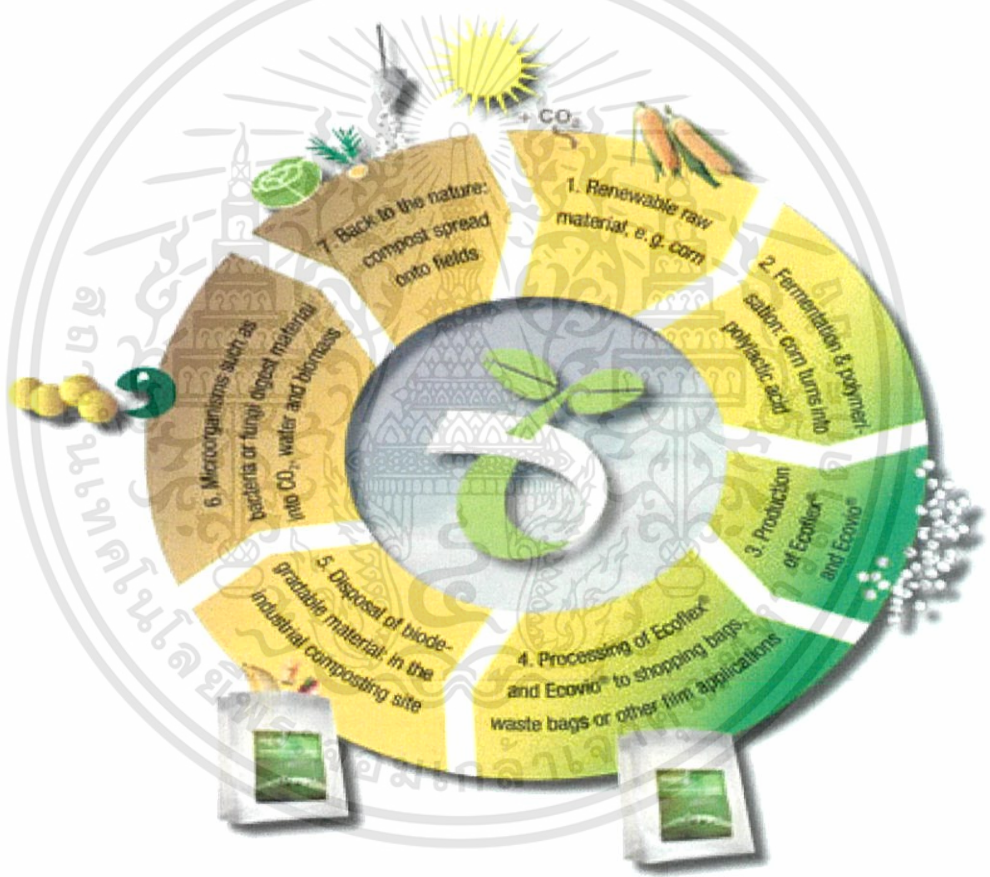 + CO₂
1. Renewable raw
material, e.g. corn
2. Fermentation & polymeri-
sation: corn turns into
polylactic acid
3. Production
of Ecoflex®
and Ecovio®
4. Processing of Ecoflex®
and Ecovio® to shopping bags,
waste bags or other film applications
5. Disposal of biode-
gradable material: in the
industrial composting site
6. Microorganisms such as
bacteria or fungi digest material
into CO₂, water and biomass
7. Back to the nature:
compost spread
onto fields